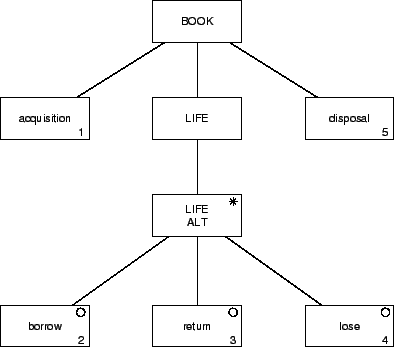 BOOK
acquisition
1
LIFE
disposal
5
LIFE
ALT
*
borrow
2
return
3
lose
4